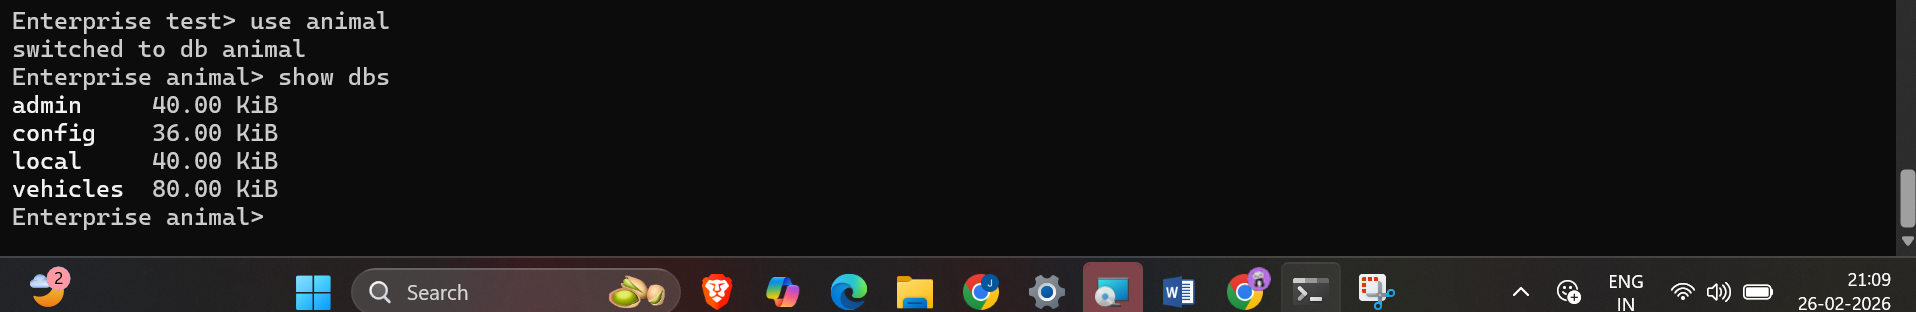 Enterprise test> use animal
switched to db animal
Enterprise animal> show dbs
admin     40.00 KiB
config    36.00 KiB
local     40.00 KiB
vehicles  80.00 KiB
Enterprise animal>
2
Search
J
W
ENG
IN
21:09
26-02-2026